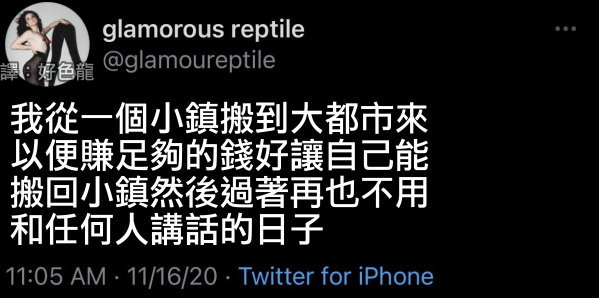 glamorous reptile
@glamoureptile
譯：好色龍
我從一個小鎮搬到大都市來
以便賺足夠的錢好讓自己能
搬回小鎮然後過著再也不用
和任何人講話的日子
11:05 AM · 11/16/20 · Twitter for iPhone